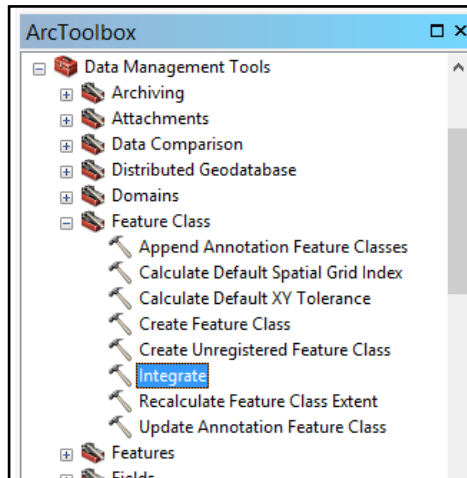 ArcToolbox
Data Management Tools
Archiving
Attachments
Data Comparison
Distributed Geodatabase
Domains
Feature Class
Append Annotation Feature Classes
Calculate Default Spatial Grid Index
Calculate Default XY Tolerance
Create Feature Class
Create Unregistered Feature Class
Integrate
Recalculate Feature Class Extent
Update Annotation Feature Class
Features
Fields